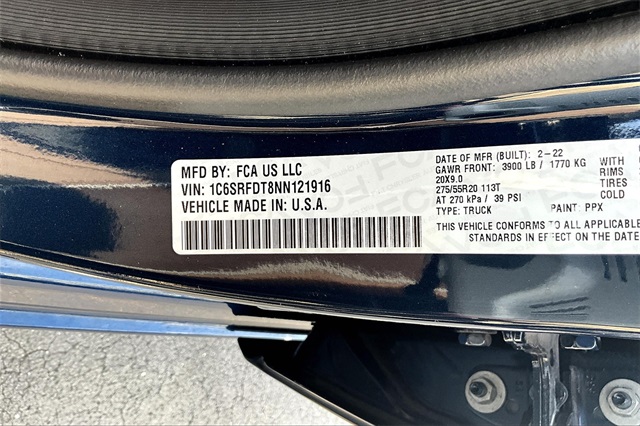 MFD BY: FCA US LLC
VIN: 1C6SRFDT8NN121916
VEHICLE MADE IN: U.S.A.
DATE OF MFR (BUILT): 2-22
GAWR FRONT: 3900 LB / 1770 KG WITH
20X9.0 RIMS
275/55R20 113T TIRES
AT 270 kPa / 39 PSI COLD
TYPE: TRUCK PAINT: PPX
THIS VEHICLE CONFORMS TO ALL APPLICABLE
STANDARDS IN EFFECT ON THE DATE